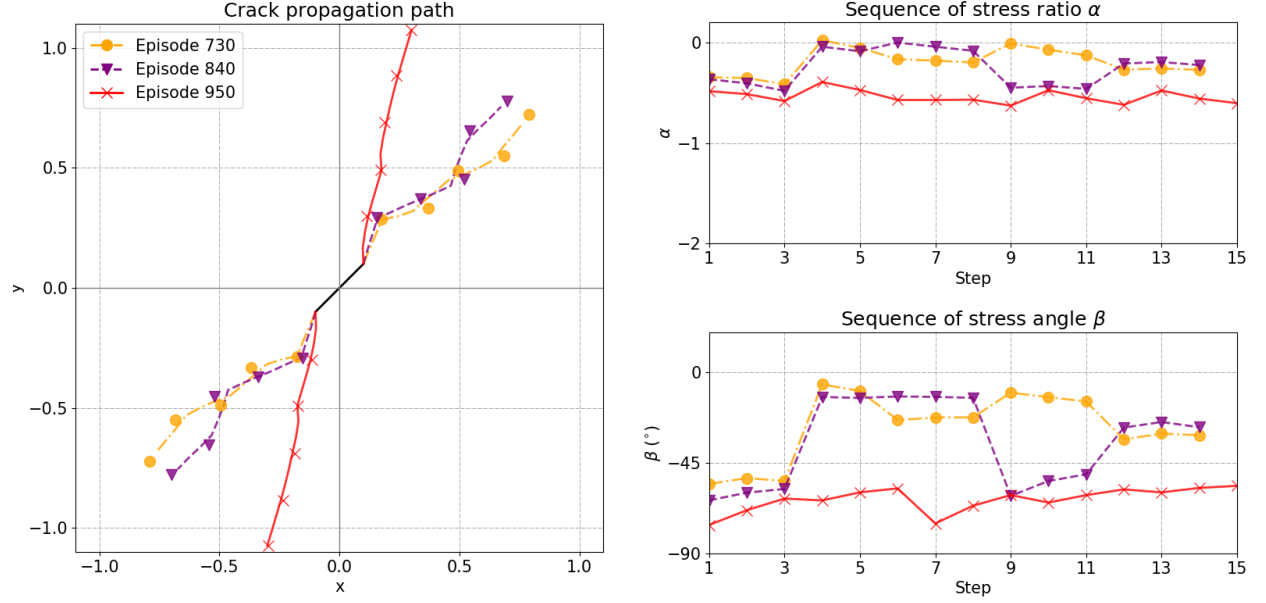 Crack propagation path
1.0
0.5
0.0
−0.5
−1.0
y
−1.0
−0.5
0.0
0.5
1.0
x
Episode 730
Episode 840
Episode 950
Sequence of stress ratio α
0
−1
−2
α
1
3
5
7
9
11
13
15
Step
Sequence of stress angle β
0
−45
−90
β (°)
1
3
5
7
9
11
13
15
Step